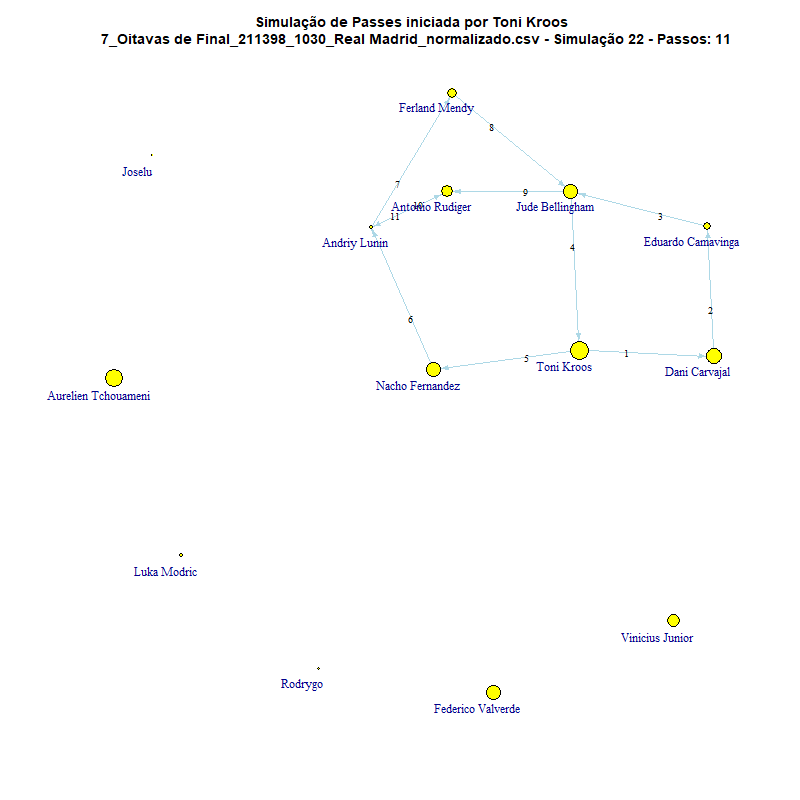 Simulação de Passes iniciada por Toni Kroos
7_Oitavas de Final_211398_1030_Real Madrid_normalizado.csv - Simulação 22 - Passos: 11
Ferland Mendy
8
Joselu
7
9
Antonio Rudiger
Jude Bellingham
10
11
3
Andriy Lunin
Eduardo Camavinga
4
2
6
5
1
Toni Kroos
Dani Carvajal
Nacho Fernandez
Aurelien Tchouameni
Luka Modric
Vinicius Junior
Rodrygo
Federico Valverde